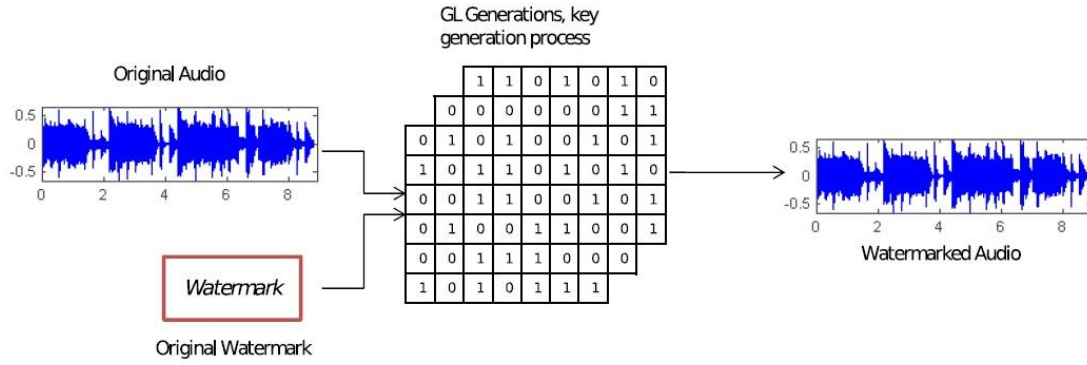 GL Generations, key
generation process
Original Audio
0.5
0
-0.5
0 2 4 6 8
Watermark
Original Watermark
1 1 0 1 0 1 0
0 0 0 0 0 0 1 1
0 1 0 1 0 0 1 0 1
1 0 1 1 0 1 0 1 0
0 0 1 1 0 0 1 0 1
0 1 0 0 1 1 0 0 1
0 0 1 1 1 0 0 0
1 0 1 0 1 1 1
0.5
0
-0.5
0 2 4 6 8
Watermarked Audio